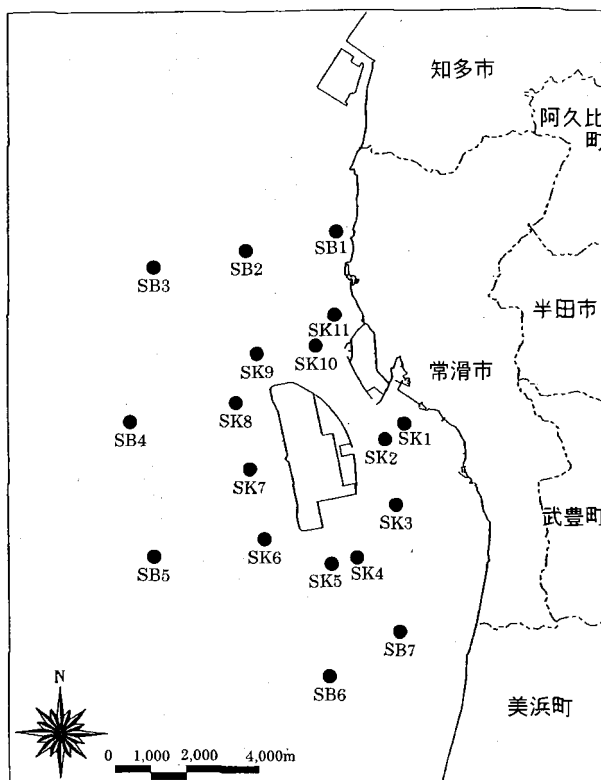 知多市
阿久比
町
SB1
SB2
SB3
半田市
SK11
SK10
SK9
常滑市
SK8
SB4
SK1
SK2
SK7
SK3
武豊町
SK6
SB5
SK5
SK4
SB7
SB6
美浜町
N
0 1,000 2,000 4,000m